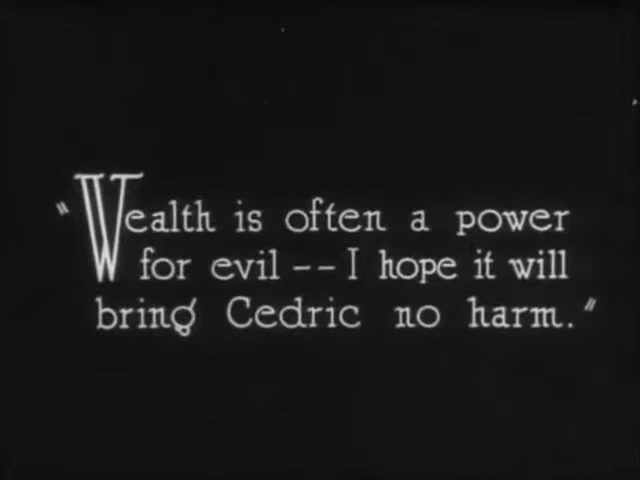 "Wealth is often a power
for evil -- I hope it will
bring Cedric no harm."